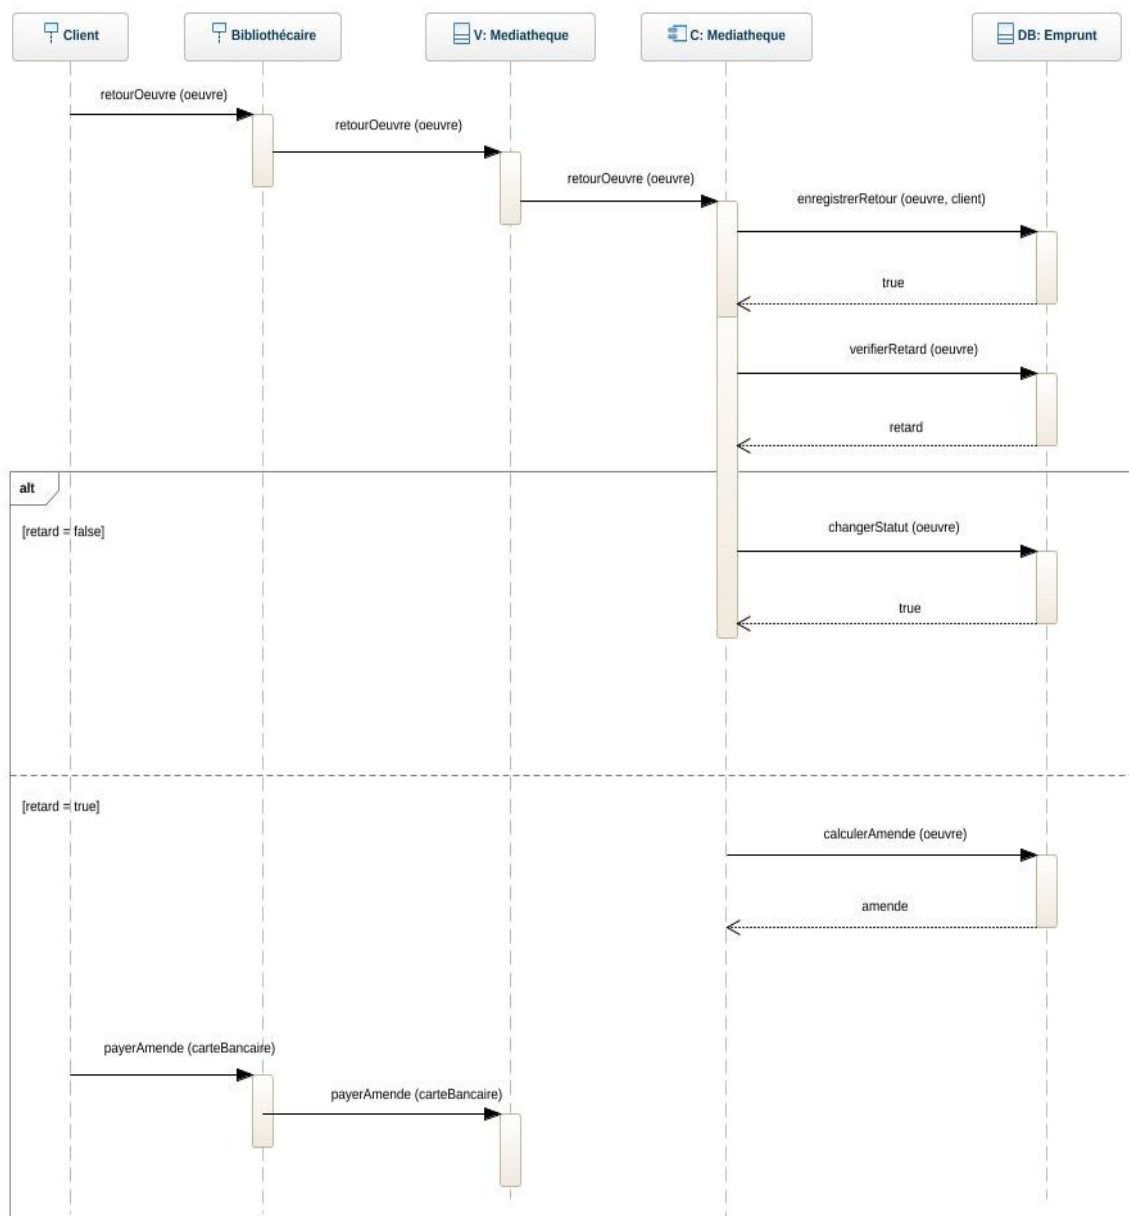 Client
Bibliothécaire
V: Mediatheque
C: Mediatheque
DB: Emprunt
retourOeuvre (oeuvre)
retourOeuvre (oeuvre)
retourOeuvre (oeuvre)
enregistrerRetour (oeuvre, client)
true
verifierRetard (oeuvre)
retard
alt
[retard = false]
changerStatut (oeuvre)
true
[retard = true]
calculerAmende (oeuvre)
amende
payerAmende (carteBancaire)
payerAmende (carteBancaire)